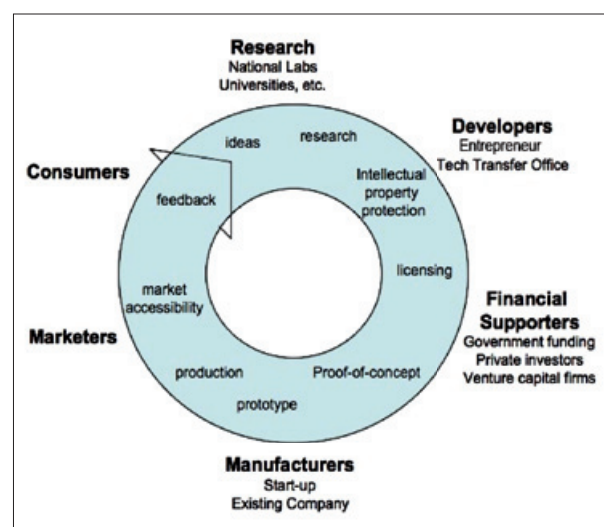 Research
National Labs
Universities, etc.
ideas
research
Developers
Entrepreneur
Tech Transfer Office
Intellectual
property
protection
licensing
Financial
Supporters
Government funding
Private investors
Venture capital firms
Proof-of-concept
prototype
production
Manufacturers
Start-up
Existing Company
Marketers
market
accessibility
feedback
Consumers